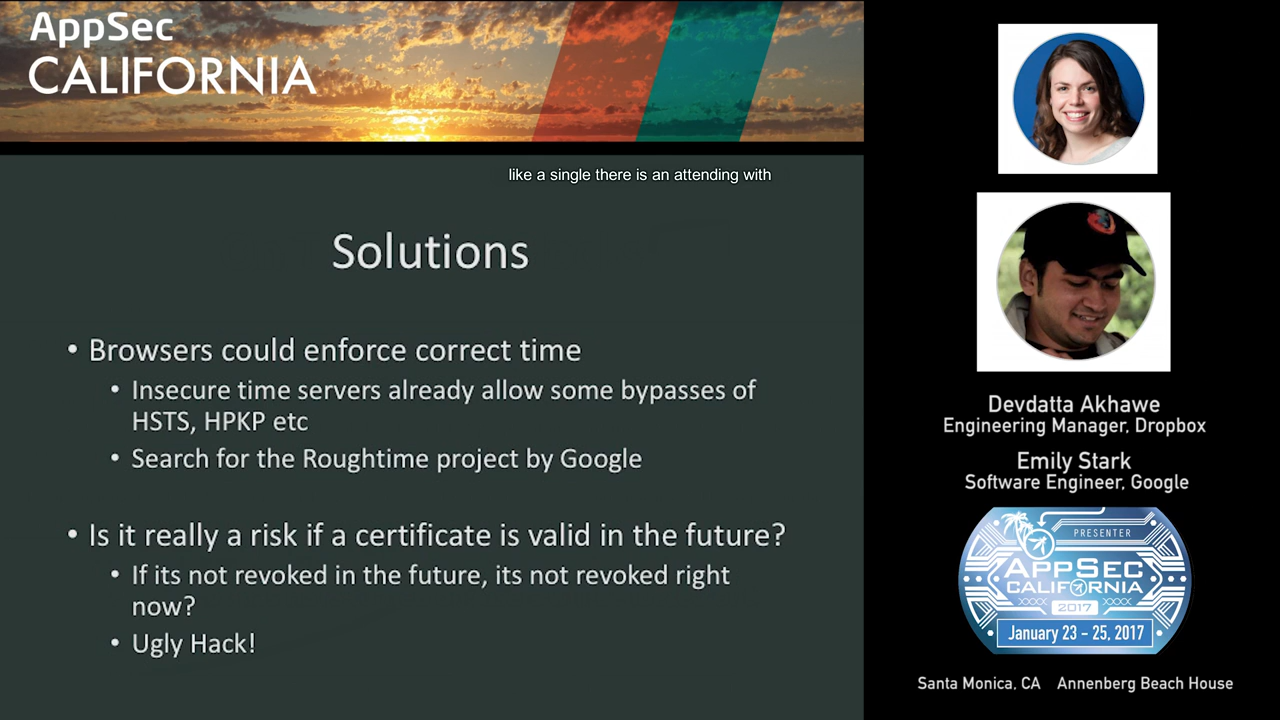 AppSec
CALIFORNIA
like a single there is an attending with
Solutions
• Browsers could enforce correct time
• Insecure time servers already allow some bypasses of
HSTS, HPKP etc
• Search for the Roughtime project by Google
• Is it really a risk if a certificate is valid in the future?
• If its not revoked in the future, its not revoked right
now?
• Ugly Hack!
Devdatta Akhawe
Engineering Manager, Dropbox
Emily Stark
Software Engineer, Google
PRESENTER
APPSEC
CALIFORNIA
2017
January 23 - 25, 2017
Santa Monica, CA Annenberg Beach House